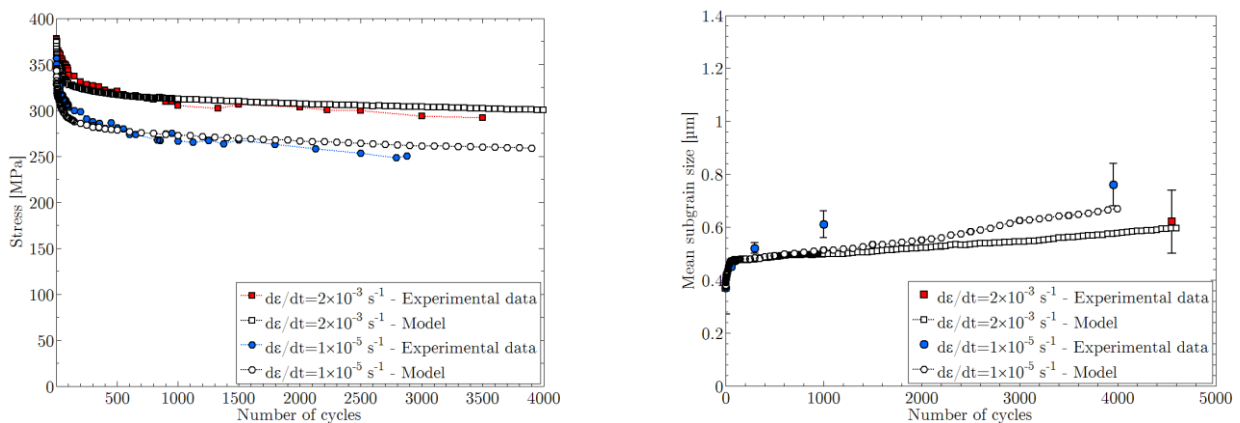 400
350
300
250
200
150
100
50
0
Stress [MPa]
500 1000 1500 2000 2500 3000 3500 4000
Number of cycles
dε/dt=2×10⁻³ s⁻¹ - Experimental data
dε/dt=2×10⁻³ s⁻¹ - Model
dε/dt=1×10⁻⁵ s⁻¹ - Experimental data
dε/dt=1×10⁻⁵ s⁻¹ - Model
1.4
1.2
1
0.8
0.6
0.4
0.2
0
Mean subgrain size [µm]
0 1000 2000 3000 4000 5000
Number of cycles
dε/dt=2×10⁻³ s⁻¹ - Experimental data
dε/dt=2×10⁻³ s⁻¹ - Model
dε/dt=1×10⁻⁵ s⁻¹ - Experimental data
dε/dt=1×10⁻⁵ s⁻¹ - Model